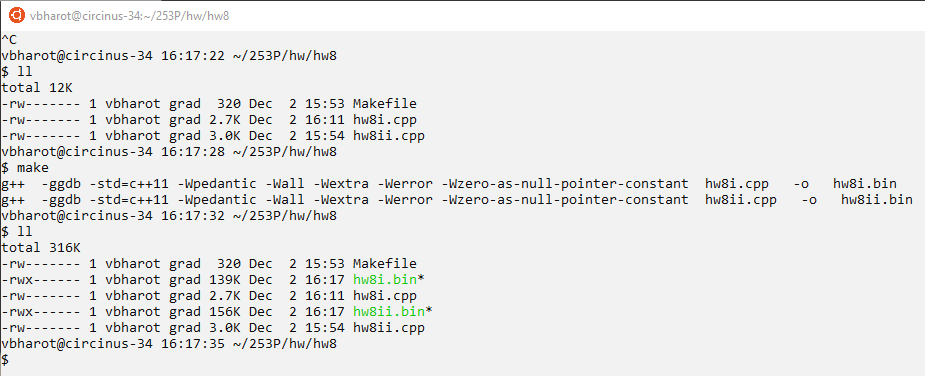 vbharot@circinus-34:~/253P/hw/hw8
^C
vbharot@circinus-34 16:17:22 ~/253P/hw/hw8
$ ll
total 12K
-rw------- 1 vbharot grad  320 Dec  2 15:53 Makefile
-rw------- 1 vbharot grad 2.7K Dec  2 16:11 hw8i.cpp
-rw------- 1 vbharot grad 3.0K Dec  2 15:54 hw8ii.cpp
vbharot@circinus-34 16:17:28 ~/253P/hw/hw8
$ make
g++  -ggdb -std=c++11 -Wpedantic -Wall -Wextra -Werror -Wzero-as-null-pointer-constant  hw8i.cpp   -o   hw8i.bin
g++  -ggdb -std=c++11 -Wpedantic -Wall -Wextra -Werror -Wzero-as-null-pointer-constant  hw8ii.cpp   -o   hw8ii.bin
vbharot@circinus-34 16:17:32 ~/253P/hw/hw8
$ ll
total 316K
-rw------- 1 vbharot grad  320 Dec  2 15:53 Makefile
-rwx------ 1 vbharot grad 139K Dec  2 16:17 hw8i.bin*
-rw------- 1 vbharot grad 2.7K Dec  2 16:11 hw8i.cpp
-rwx------ 1 vbharot grad 156K Dec  2 16:17 hw8ii.bin*
-rw------- 1 vbharot grad 3.0K Dec  2 15:54 hw8ii.cpp
vbharot@circinus-34 16:17:35 ~/253P/hw/hw8
$